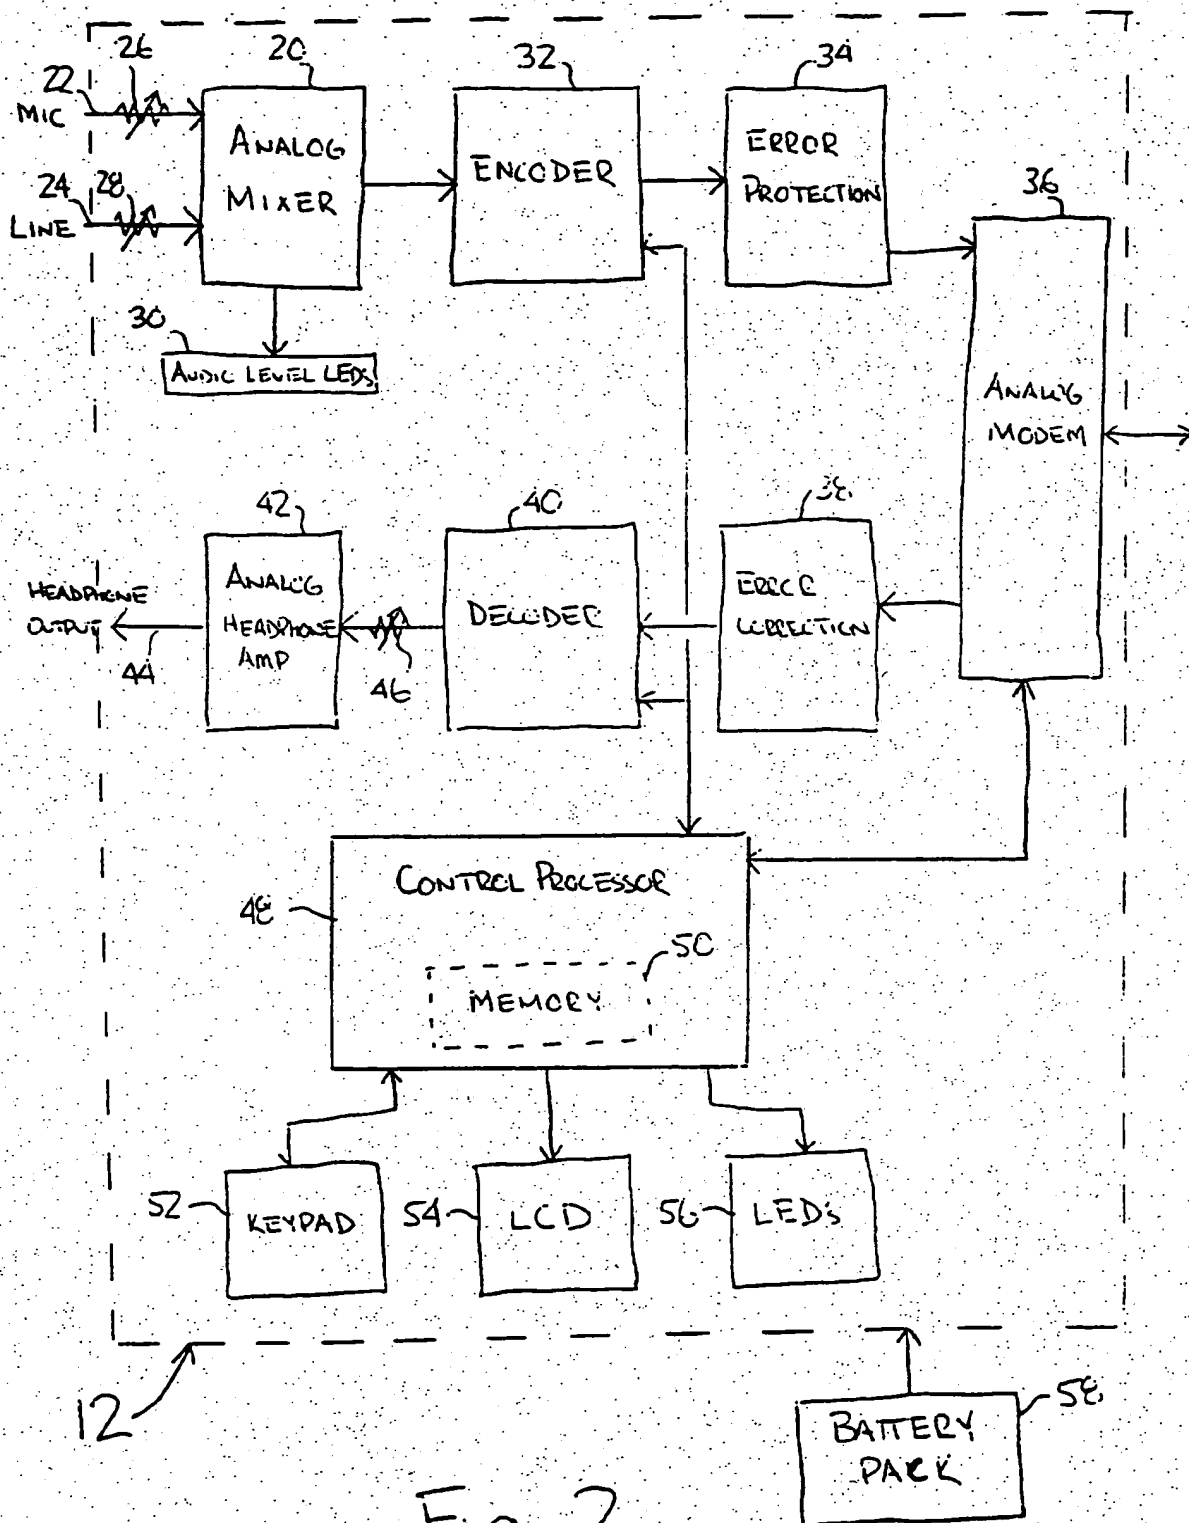 26
20
32
34
22
MIC
ANALOG
MIXER
ENCODER
ERROR
PROTECTION
36
24
28
LINE
30
AUDIO LEVEL LEDS
ANALOG
MODEM
42
40
38
HEADPHONE
OUTPUT
44
ANALOG
HEADPHONE
AMP
46
DECODER
ERROR
CORRECTION
CONTROL PROCESSOR
48
50
MEMORY
52
KEYPAD
54
LCD
56
LEDs
12
58
BATTERY
PACK
Fig. 2